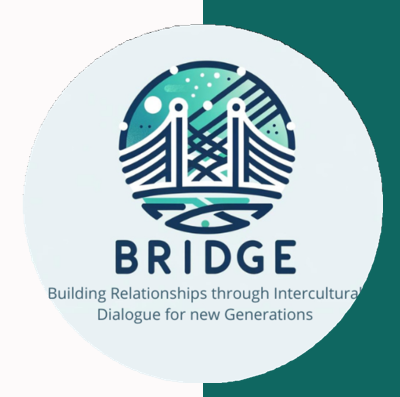 BRIDGE
Building Relationships through Intercultural
Dialogue for new Generations